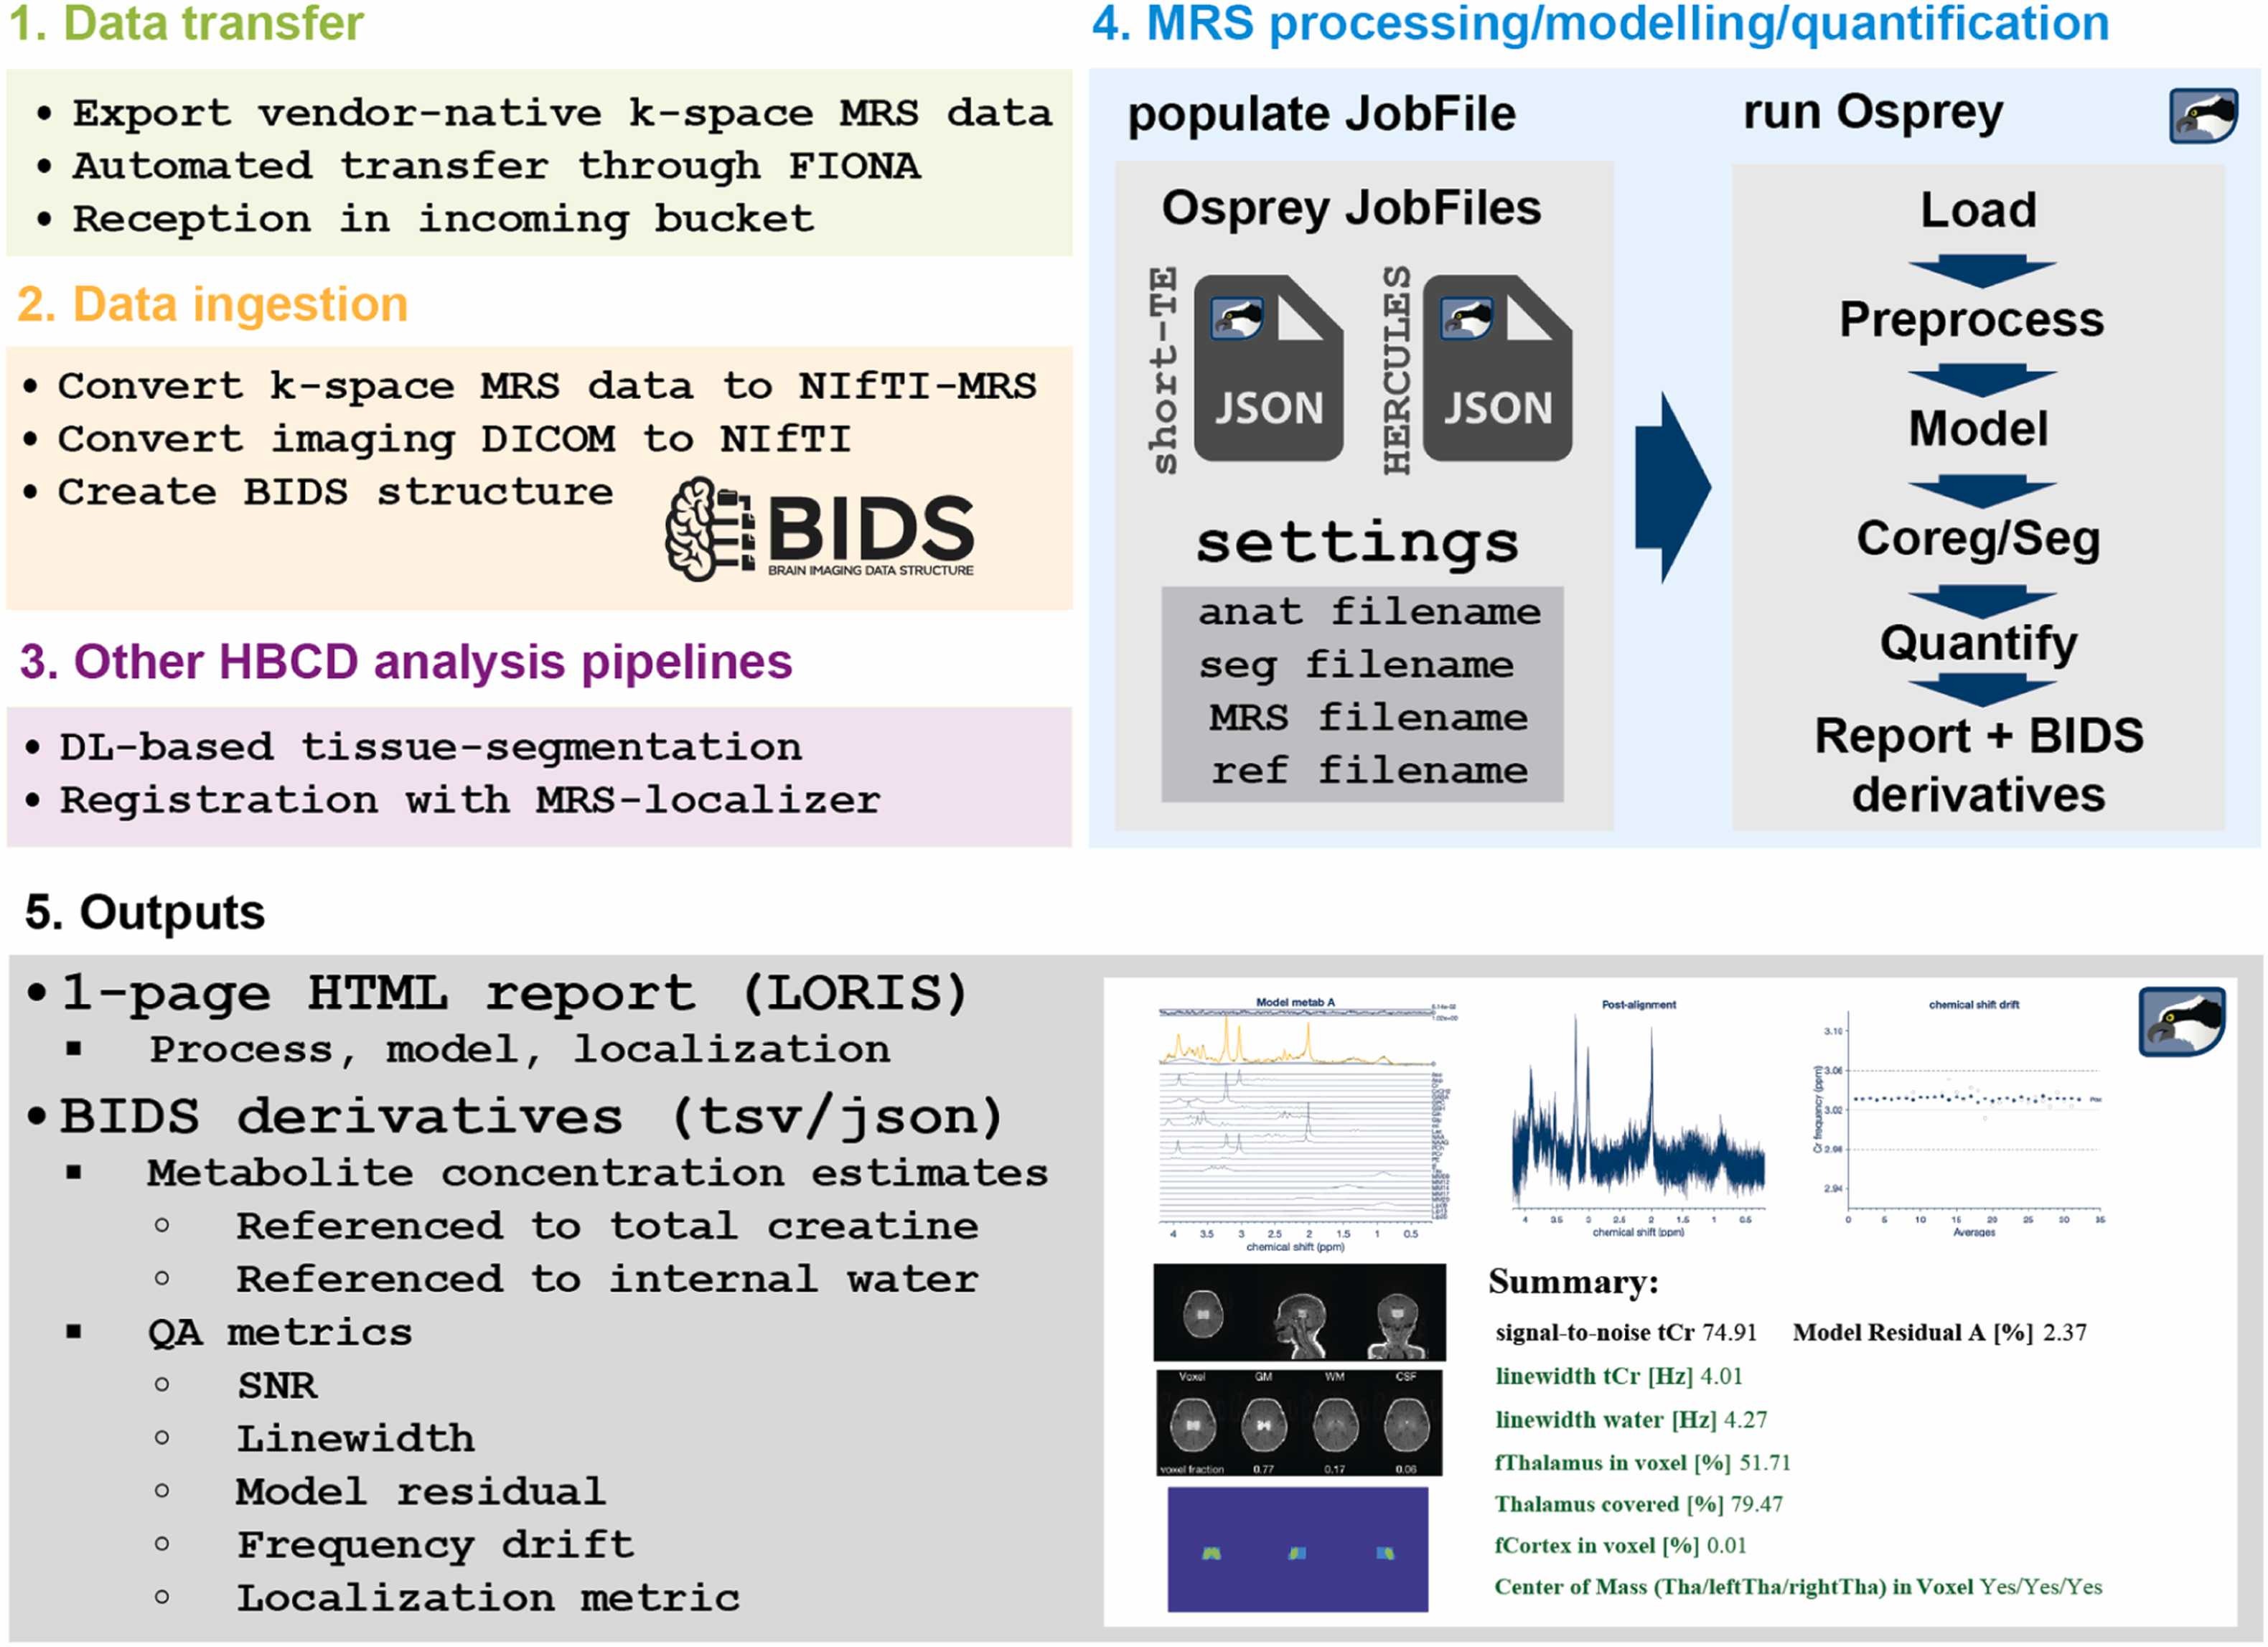 1. Data transfer
• Export vendor-native k-space MRS data
• Automated transfer through FIONA
• Reception in incoming bucket
2. Data ingestion
• Convert k-space MRS data to NIfTI-MRS
• Convert imaging DICOM to NIfTI
• Create BIDS structure
BIDS
BRAIN IMAGING DATA STRUCTURE
3. Other HBCD analysis pipelines
• DL-based tissue-segmentation
• Registration with MRS-localizer
4. MRS processing/modelling/quantification
populate JobFile
Osprey JobFiles
short-TE
JSON
HERCULES
JSON
settings
anat filename
seg filename
MRS filename
ref filename
run Osprey
Load
Preprocess
Model
Coreg/Seg
Quantify
Report + BIDS
derivatives
5. Outputs
• 1-page HTML report (LORIS)
▪ Process, model, localization
• BIDS derivatives (tsv/json)
▪ Metabolite concentration estimates
○ Referenced to total creatine
○ Referenced to internal water
▪ QA metrics
○ SNR
○ Linewidth
○ Model residual
○ Frequency drift
○ Localization metric
Model metab A
4 3.5 3 2.5 2 1.5 1 0.5
chemical shift (ppm)
Post-alignment
4 3.5 3 2.5 2 1.5 1 0.5
chemical shift (ppm)
chemical shift drift
Cr frequency (ppm)
3.10
3.06
3.02
2.98
2.94
0 5 10 15 20 25 30 35
Averages
Voxel GM WM CSF
voxel fraction 0.77 0.17 0.06
Summary:
signal-to-noise tCr 74.91 Model Residual A [%] 2.37
linewidth tCr [Hz] 4.01
linewidth water [Hz] 4.27
fThalamus in voxel [%] 51.71
Thalamus covered [%] 79.47
fCortex in voxel [%] 0.01
Center of Mass (Tha/leftTha/rightTha) in Voxel Yes/Yes/Yes